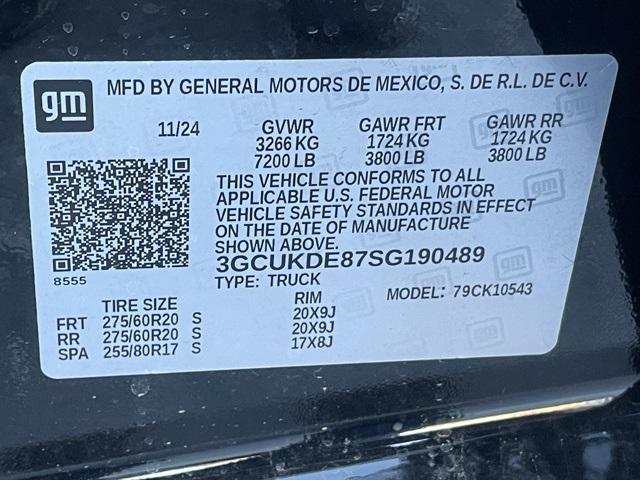 gm MFD BY GENERAL MOTORS DE MEXICO, S. DE R.L. DE C.V.
11/24 GVWR GAWR FRT GAWR RR
3266 KG 1724 KG 1724 KG
7200 LB 3800 LB 3800 LB
THIS VEHICLE CONFORMS TO ALL
APPLICABLE U.S. FEDERAL MOTOR
VEHICLE SAFETY STANDARDS IN EFFECT
ON THE DATE OF MANUFACTURE
SHOWN ABOVE.
8555 3GCUKDE87SG190489
TYPE: TRUCK MODEL: 79CK10543
TIRE SIZE RIM
FRT 275/60R20 S 20X9J
RR 275/60R20 S 20X9J
SPA 255/80R17 S 17X8J